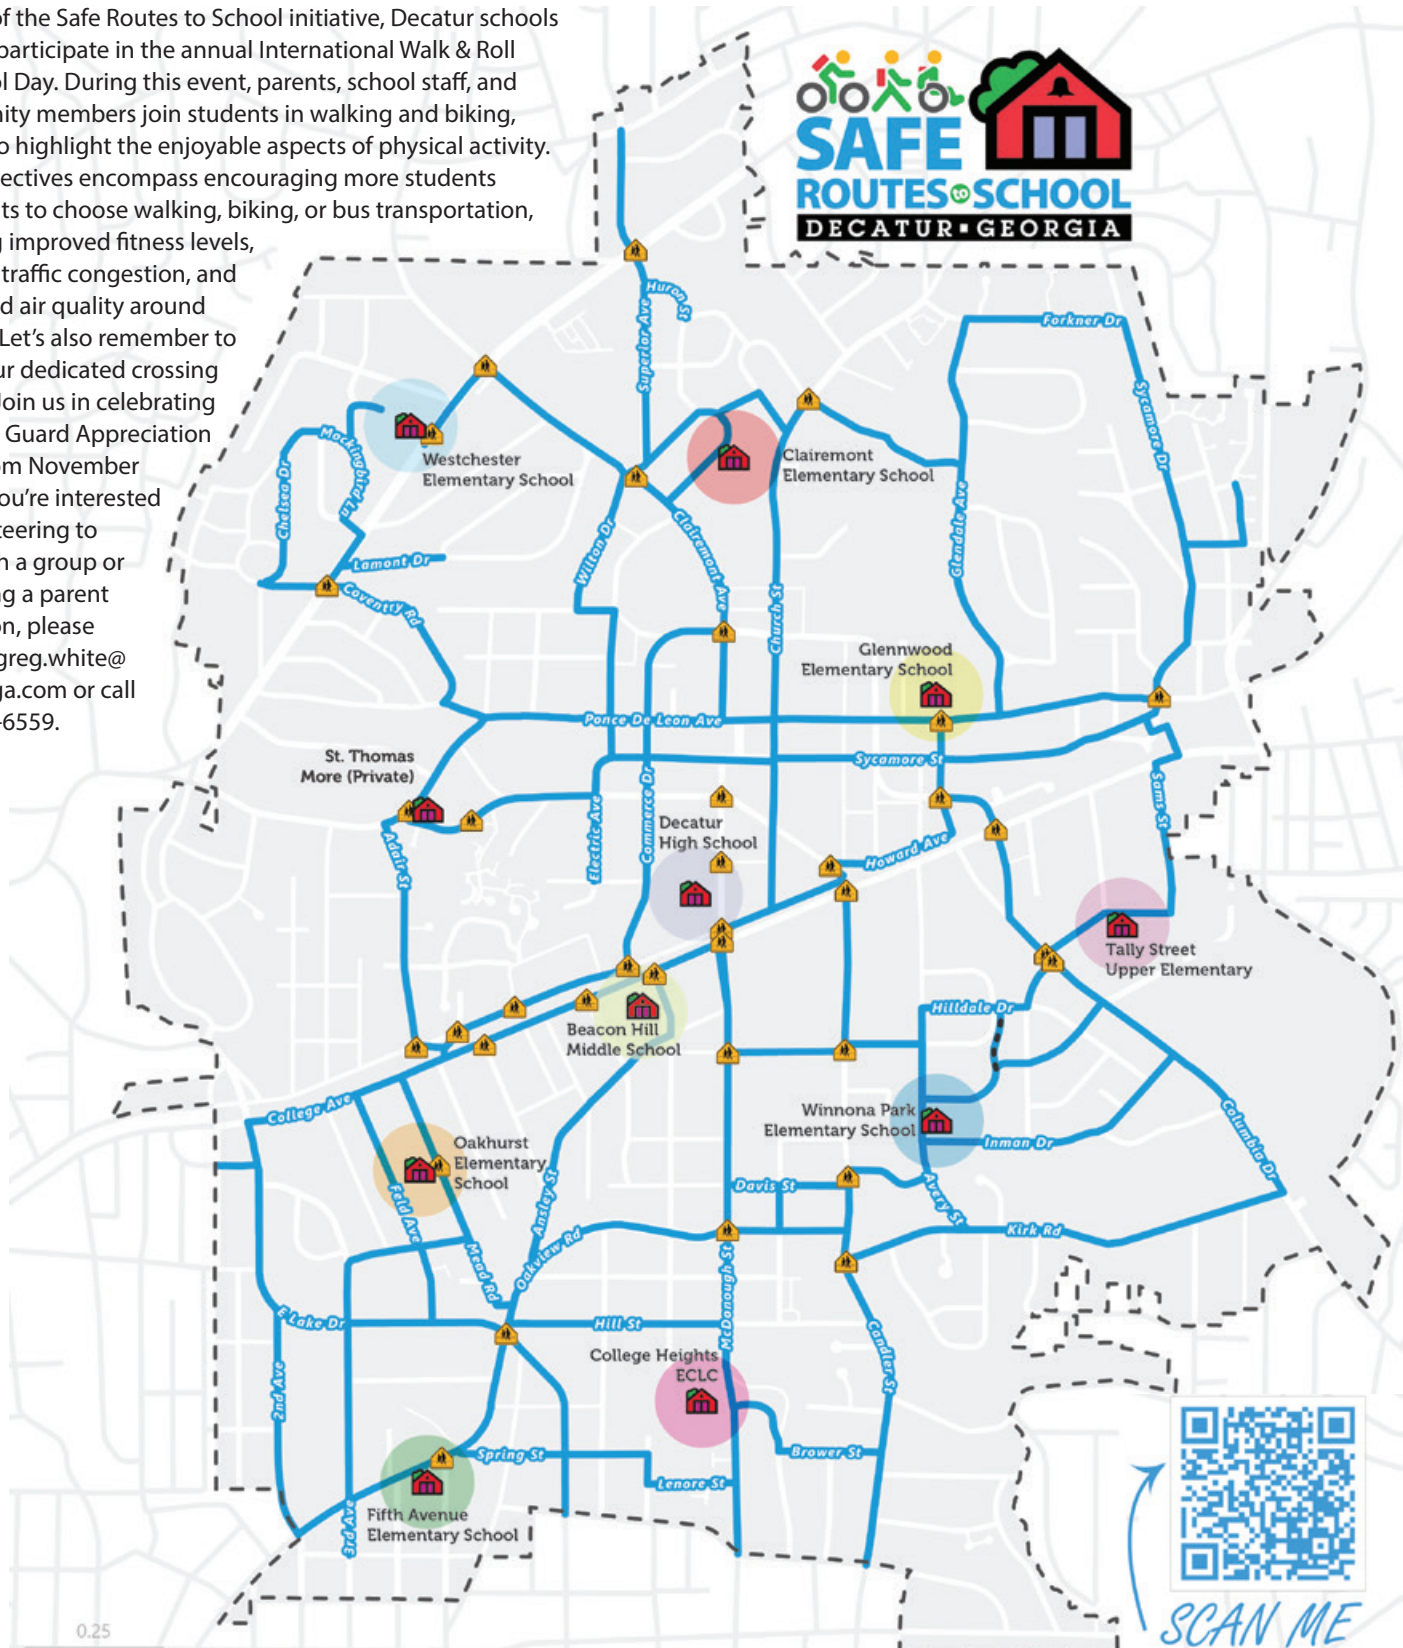 of the Safe Routes to School initiative, Decatur schools
participate in the annual International Walk & Roll
ol Day. During this event, parents, school staff, and
nity members join students in walking and biking,
o highlight the enjoyable aspects of physical activity.
jectives encompass encouraging more students
ts to choose walking, biking, or bus transportation,
g improved fitness levels,
traffic congestion, and
d air quality around
Let's also remember to
ur dedicated crossing
Join us in celebrating
Guard Appreciation
om November
ou're interested
teering to
h a group or
ng a parent
on, please
greg.white@
ga.com or call
-6559.
SAFE
ROUTES to SCHOOL
DECATUR ▪ GEORGIA
Huron St
Superior Ave
Forkner Dr
Sycamore Dr
Mockingbird Ln
Chelsea Dr
Westchester
Elementary School
Clairemont
Elementary School
Lamont Dr
Coventry Rd
Wilton Dr
Clairemont Ave
Church St
Glendale Ave
Glennwood
Elementary School
Ponce De Leon Ave
Sycamore St
St. Thomas
More (Private)
Adair St
Electric Ave
Commerce Dr
Decatur
High School
Howard Ave
Sams St
Tally Street
Upper Elementary
Hilldale Dr
Beacon Hill
Middle School
College Ave
Winnona Park
Elementary School
Inman Dr
Columbia Dr
Oakhurst
Elementary
School
Feld Ave
Mead Rd
Ansley St
Oakview Rd
Davis St
Avery St
Kirk Rd
E Lake Dr
Hill St
McDonough St
Candler St
College Heights
ECLC
2nd Ave
3rd Ave
Spring St
Lenore St
Brower St
Fifth Avenue
Elementary School
SCAN ME
0.25